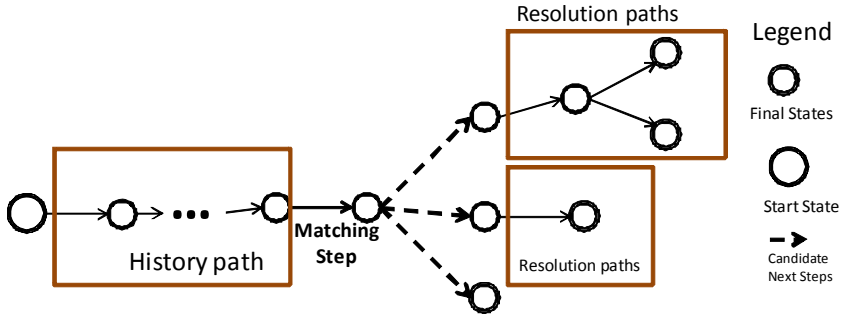 Resolution paths
Legend
Final States
Start State
Candidate
Next Steps
Matching
Step
History path
Resolution paths